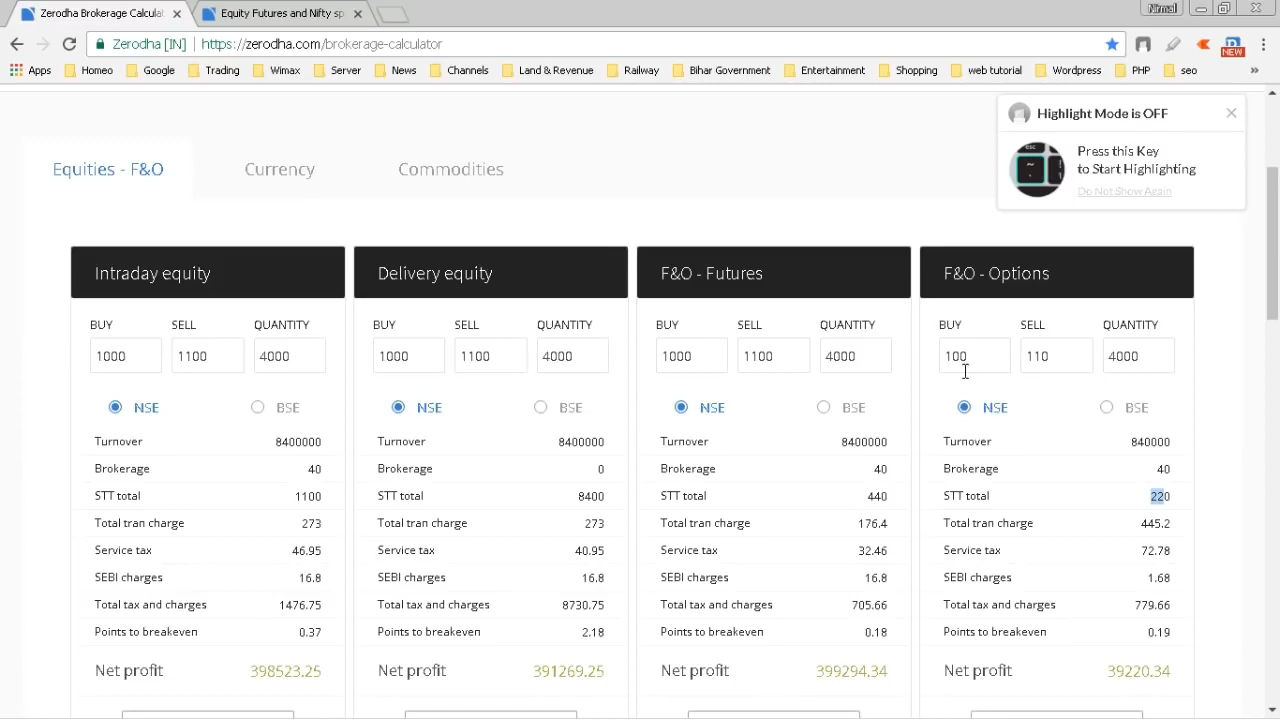 Zerodha Brokerage Calculat
Equity Futures and Nifty sp
Nirmal
Zerodha [IN] https://zerodha.com/brokerage-calculator
NEW
Apps Homeo Google Trading Wimax Server News Channels Land & Revenue Railway Bihar Government Entertainment Shopping web tutorial Wordpress PHP seo »
Highlight Mode is OFF
esc
~
Press this Key
to Start Highlighting
Do Not Show Again
Equities - F&O Currency Commodities
Intraday equity
BUY SELL QUANTITY
1000 1100 4000
NSE BSE
Turnover 8400000
Brokerage 40
STT total 1100
Total tran charge 273
Service tax 46.95
SEBI charges 16.8
Total tax and charges 1476.75
Points to breakeven 0.37
Net profit 398523.25
Delivery equity
BUY SELL QUANTITY
1000 1100 4000
NSE BSE
Turnover 8400000
Brokerage 0
STT total 8400
Total tran charge 273
Service tax 40.95
SEBI charges 16.8
Total tax and charges 8730.75
Points to breakeven 2.18
Net profit 391269.25
F&O - Futures
BUY SELL QUANTITY
1000 1100 4000
NSE BSE
Turnover 8400000
Brokerage 40
STT total 440
Total tran charge 176.4
Service tax 32.46
SEBI charges 16.8
Total tax and charges 705.66
Points to breakeven 0.18
Net profit 399294.34
F&O - Options
BUY SELL QUANTITY
100 110 4000
NSE BSE
Turnover 840000
Brokerage 40
STT total 220
Total tran charge 445.2
Service tax 72.78
SEBI charges 1.68
Total tax and charges 779.66
Points to breakeven 0.19
Net profit 39220.34